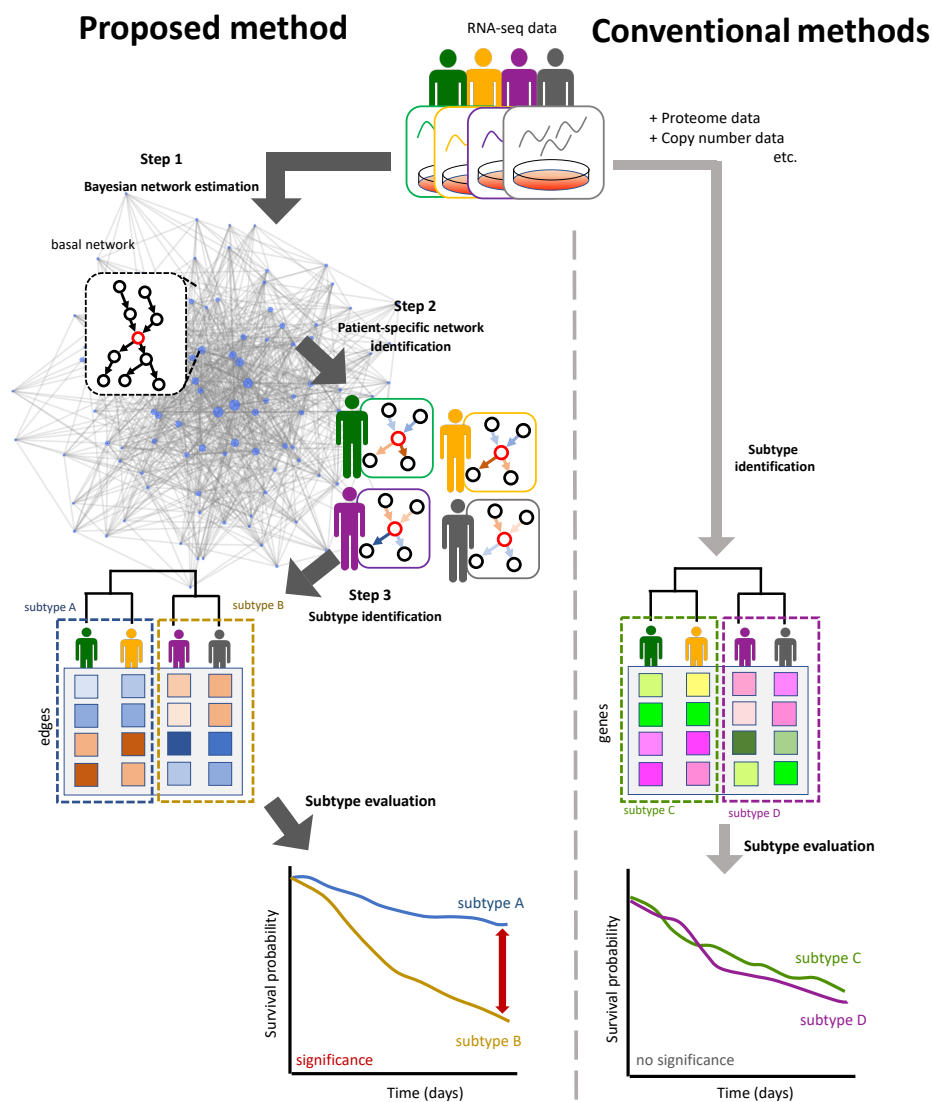 Proposed method
RNA-seq data
Conventional methods
+ Proteome data
+ Copy number data
etc.
Step 1
Bayesian network estimation
basal network
Step 2
Patient-specific network
identification
Subtype
identification
Step 3
Subtype identification
subtype A
subtype B
edges
genes
subtype C
subtype D
Subtype evaluation
Subtype evaluation
Survival probability
subtype A
subtype B
significance
Time (days)
Survival probability
subtype C
subtype D
no significance
Time (days)